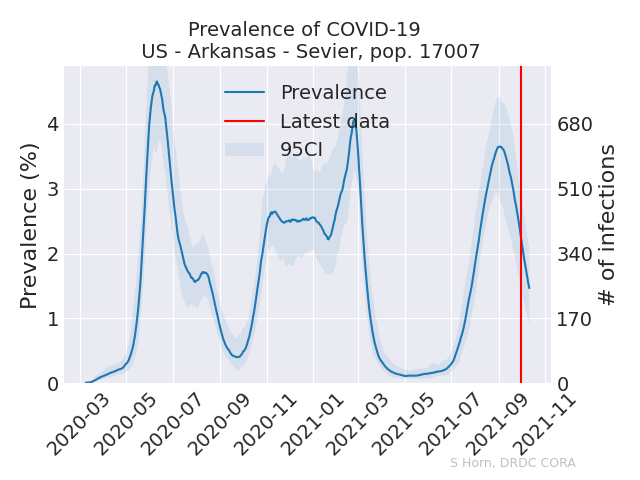 Prevalence of COVID-19
US - Arkansas - Sevier, pop. 17007
Prevalence
Latest data
95CI
Prevalence (%)
4
3
2
1
0
# of infections
680
510
340
170
0
2020-03
2020-05
2020-07
2020-09
2020-11
2021-01
2021-03
2021-05
2021-07
2021-09
2021-11
S Horn, DRDC CORA